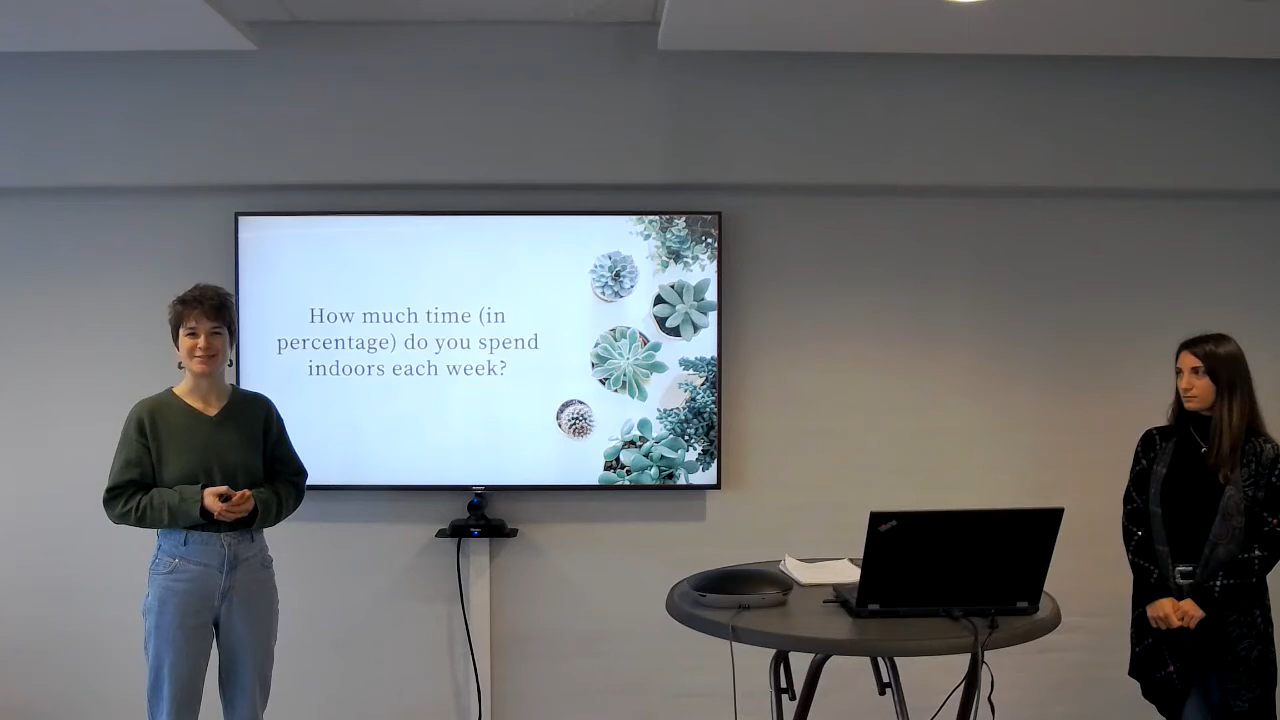 How much time (in
percentage) do you spend
indoors each week?